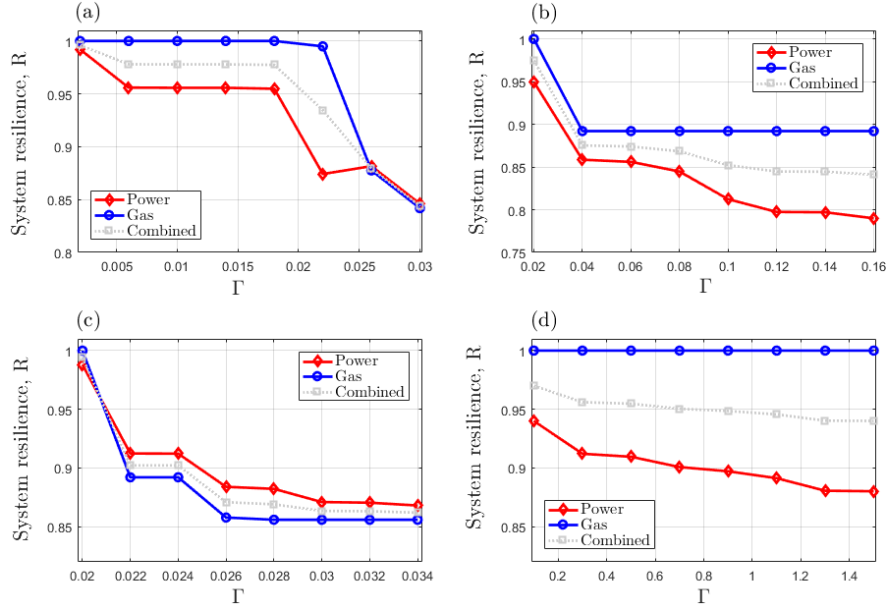 (a)
System resilience, R
1
0.95
0.9
0.85
0.8
Power
Gas
Combined
0.005 0.01 0.015 0.02 0.025 0.03
Γ
(b)
System resilience, R
1
0.95
0.9
0.85
0.8
0.75
Power
Gas
Combined
0.02 0.04 0.06 0.08 0.1 0.12 0.14 0.16
Γ
(c)
System resilience, R
1
0.95
0.9
0.85
Power
Gas
Combined
0.02 0.022 0.024 0.026 0.028 0.03 0.032 0.034
Γ
(d)
System resilience, R
1
0.95
0.9
0.85
Power
Gas
Combined
0.2 0.4 0.6 0.8 1 1.2 1.4
Γ